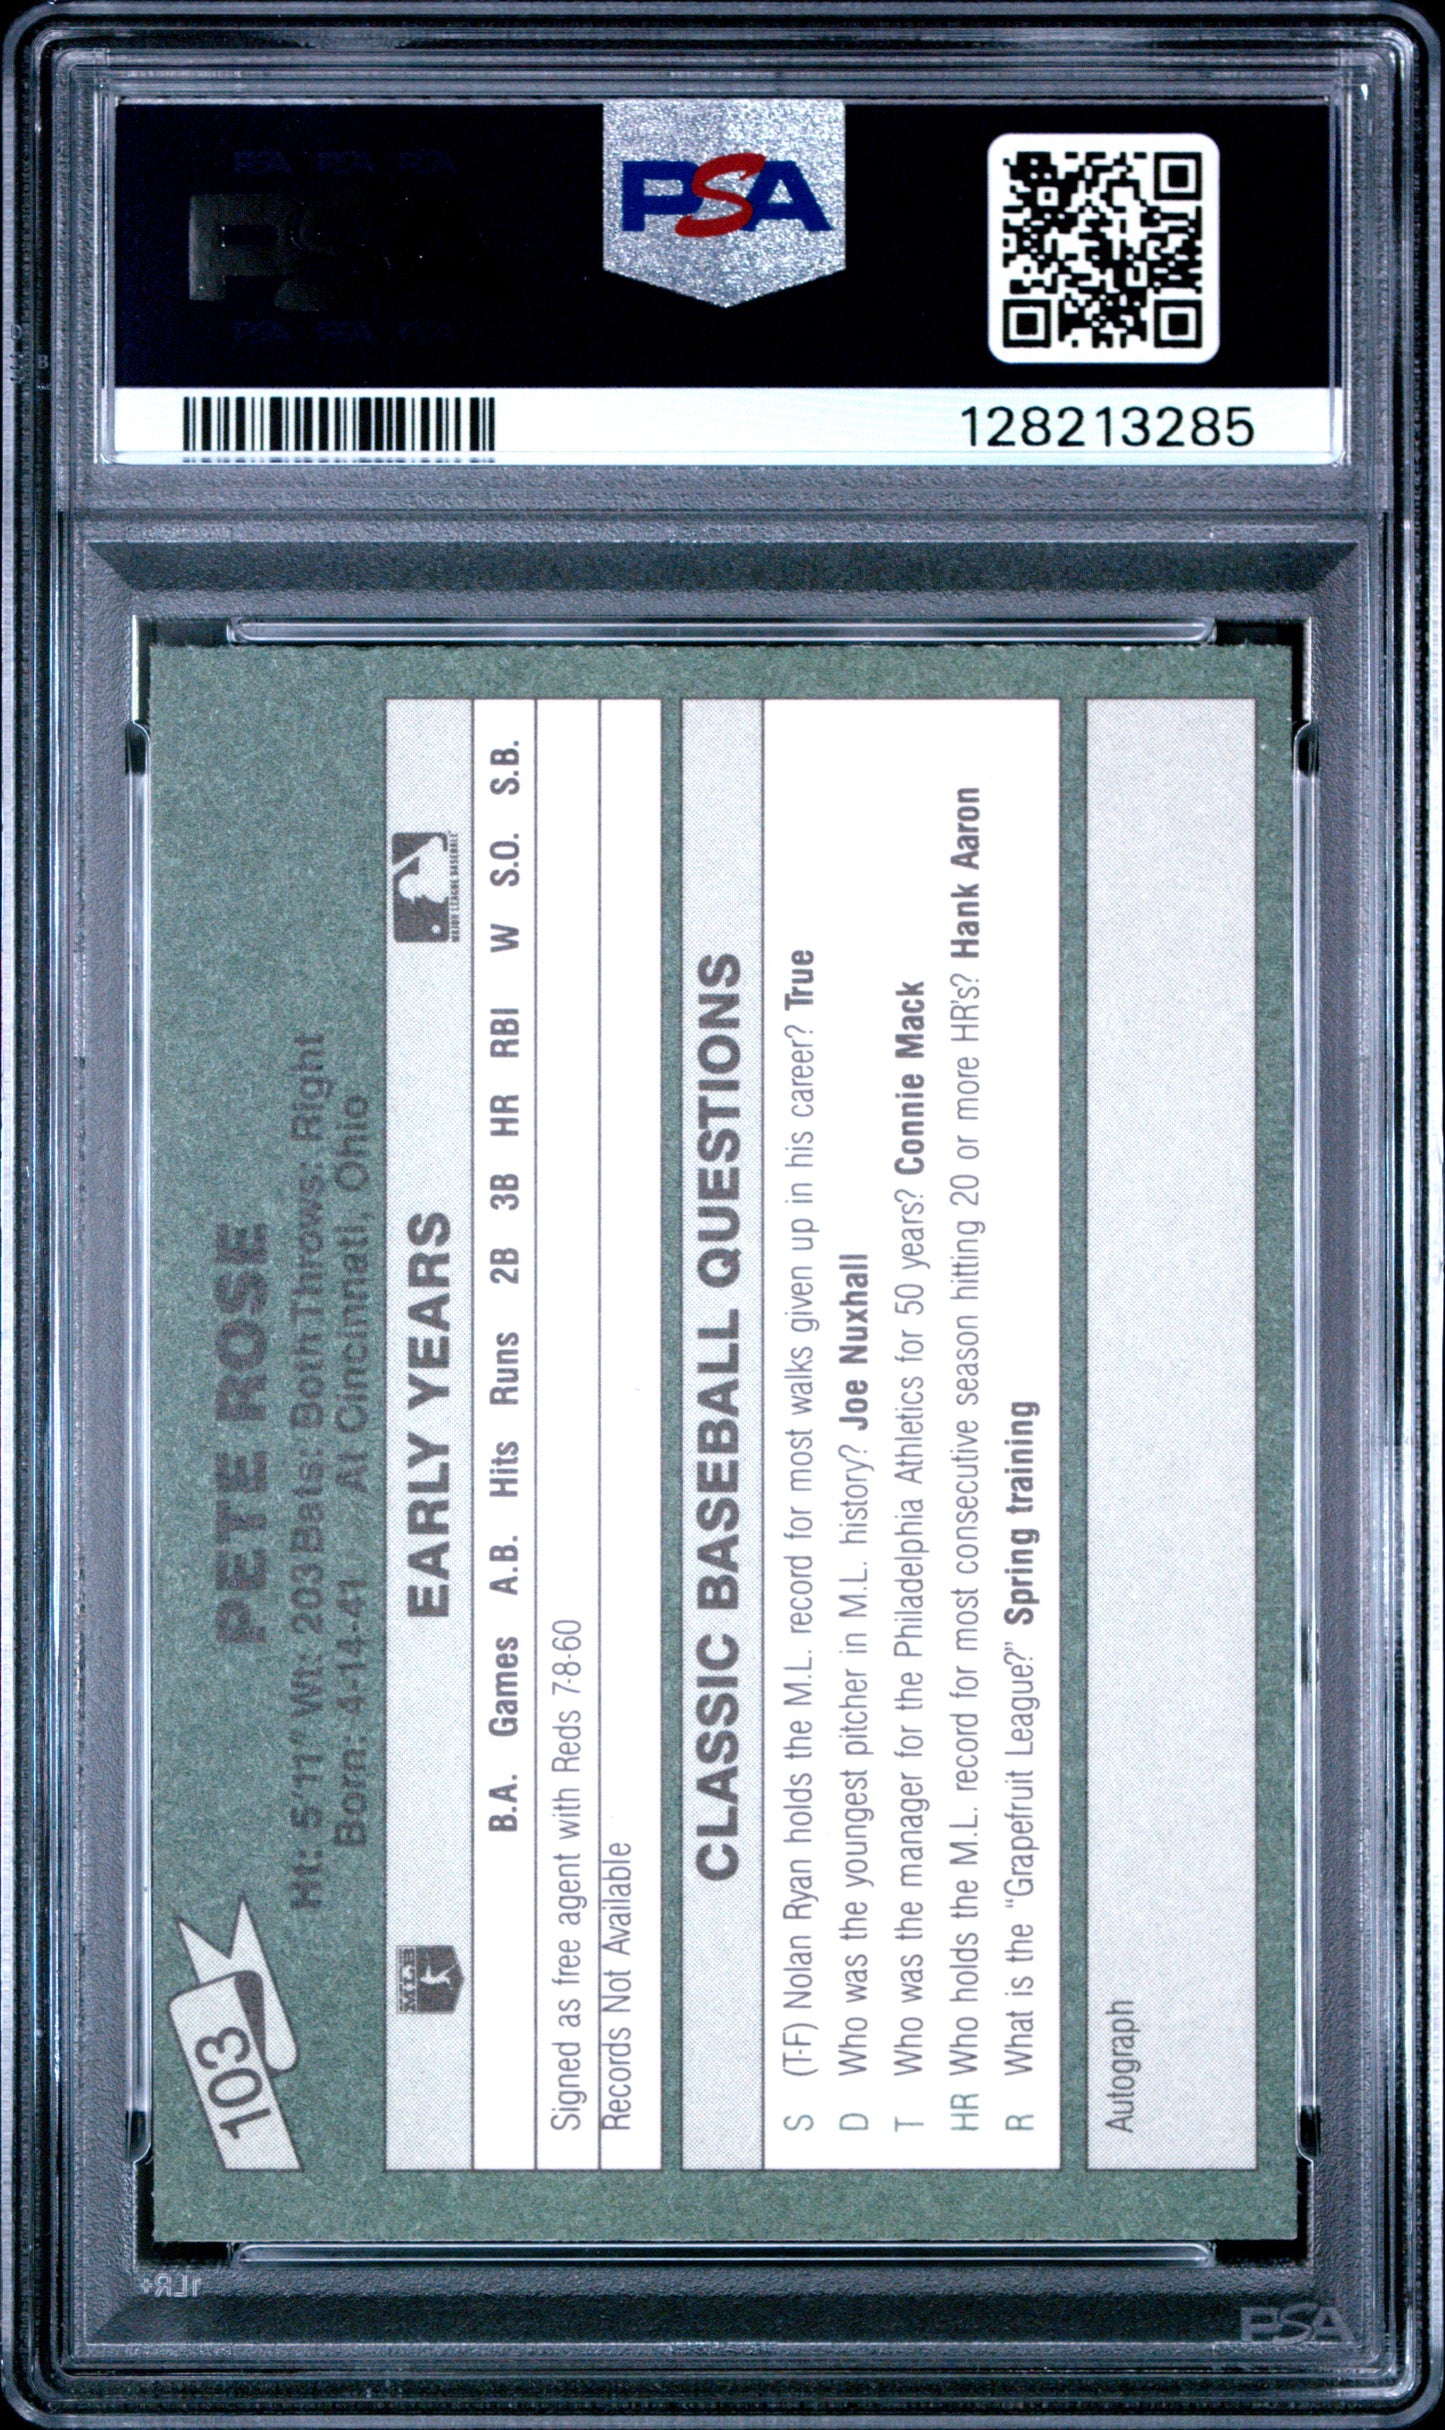 PSA
128213285
103
PETE ROSE
Ht: 5'11" Wt: 203 Bats: Both Throws: Right
Born: 4-14-41 At Cincinnati, Ohio
MLB
EARLY YEARS
MAJOR LEAGUE BASEBALL
B.A. Games A.B. Hits Runs 2B 3B HR RBI W S.O. S.B.
Signed as free agent with Reds 7-8-60
Records Not Available
CLASSIC BASEBALL QUESTIONS
S (T-F) Nolan Ryan holds the M.L. record for most walks given up in his career? True
D Who was the youngest pitcher in M.L. history? Joe Nuxhall
T Who was the manager for the Philadelphia Athletics for 50 years? Connie Mack
HR Who holds the M.L. record for most consecutive season hitting 20 or more HR's? Hank Aaron
R What is the "Grapefruit League?" Spring training
Autograph
PSA